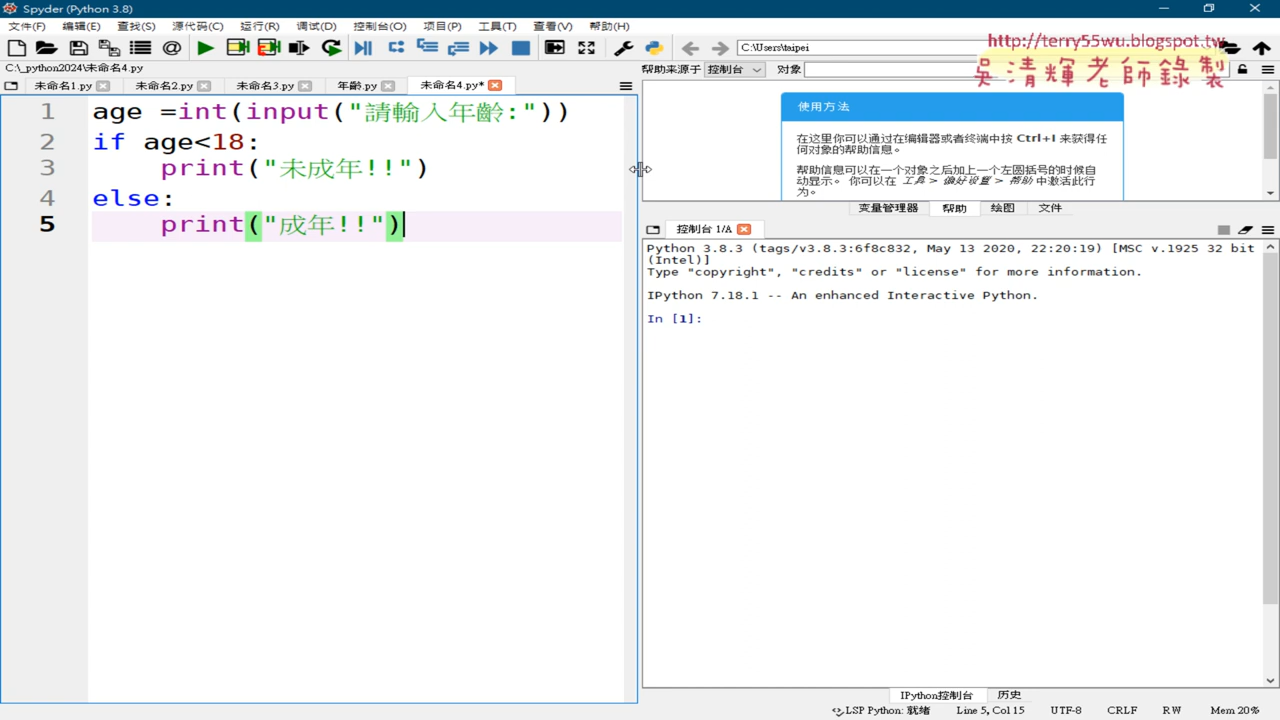 Spyder (Python 3.8)
文件(F) 编辑(E) 查找(S) 源代码(C) 运行(R) 调试(D) 控制台(O) 项目(P) 工具(T) 查看(V) 帮助(H)
C:\Users\taipei
http://terry55wu.blogspot.tw
吳清輝老師錄製
C:\_python2024\未命名4.py
帮助来源于 控制台 对象
未命名1.py 未命名2.py 未命名3.py 年齡.py 未命名4.py*
1 age =int(input("請輸入年齡:"))
2 if age<18:
3 print("未成年!!")
4 else:
5 print("成年!!")
使用方法
在这里你可以通过在编辑器或者终端中按 Ctrl+I 来获得任
何对象的帮助信息。
帮助信息可以在一个对象之后加上一个左圆括号的时候自
动显示。 你可以在 工具 > 偏好设置 > 帮助 中激活此行
为。
变量管理器 帮助 绘图 文件
控制台 1/A
Python 3.8.3 (tags/v3.8.3:6f8c832, May 13 2020, 22:20:19) [MSC v.1925 32 bit
(Intel)]
Type "copyright", "credits" or "license" for more information.
IPython 7.18.1 -- An enhanced Interactive Python.
In [1]:
IPython控制台 历史
LSP Python: 就绪 Line 5, Col 15 UTF-8 CRLF RW Mem 20%